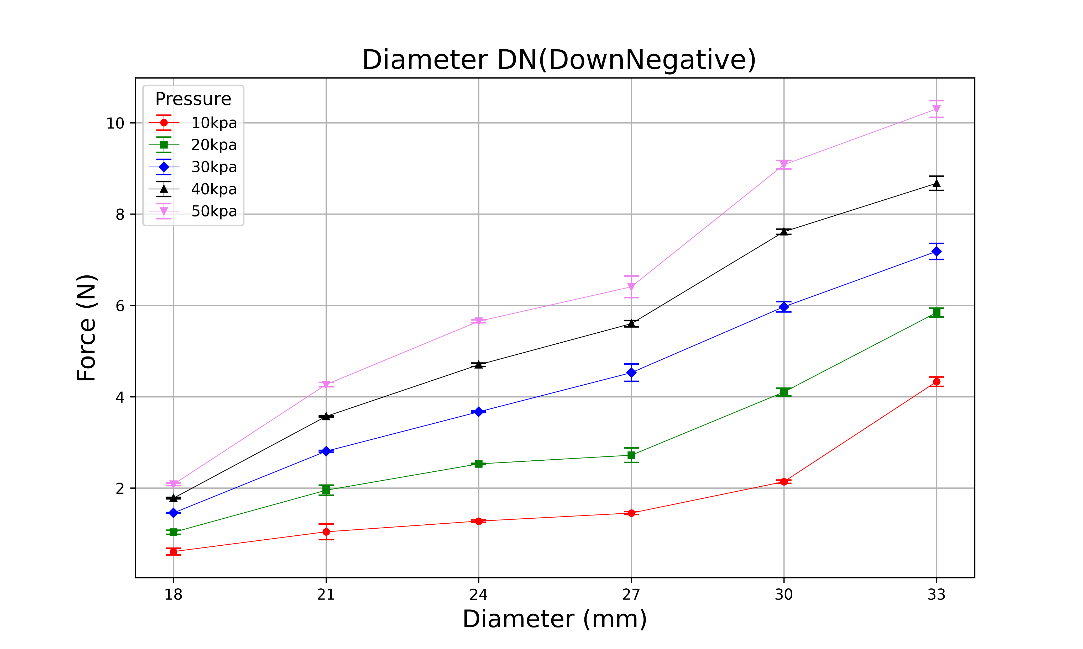 Diameter DN(DownNegative)
Pressure
10kpa
20kpa
30kpa
40kpa
50kpa
Force (N)
10
8
6
4
2
18 21 24 27 30 33
Diameter (mm)